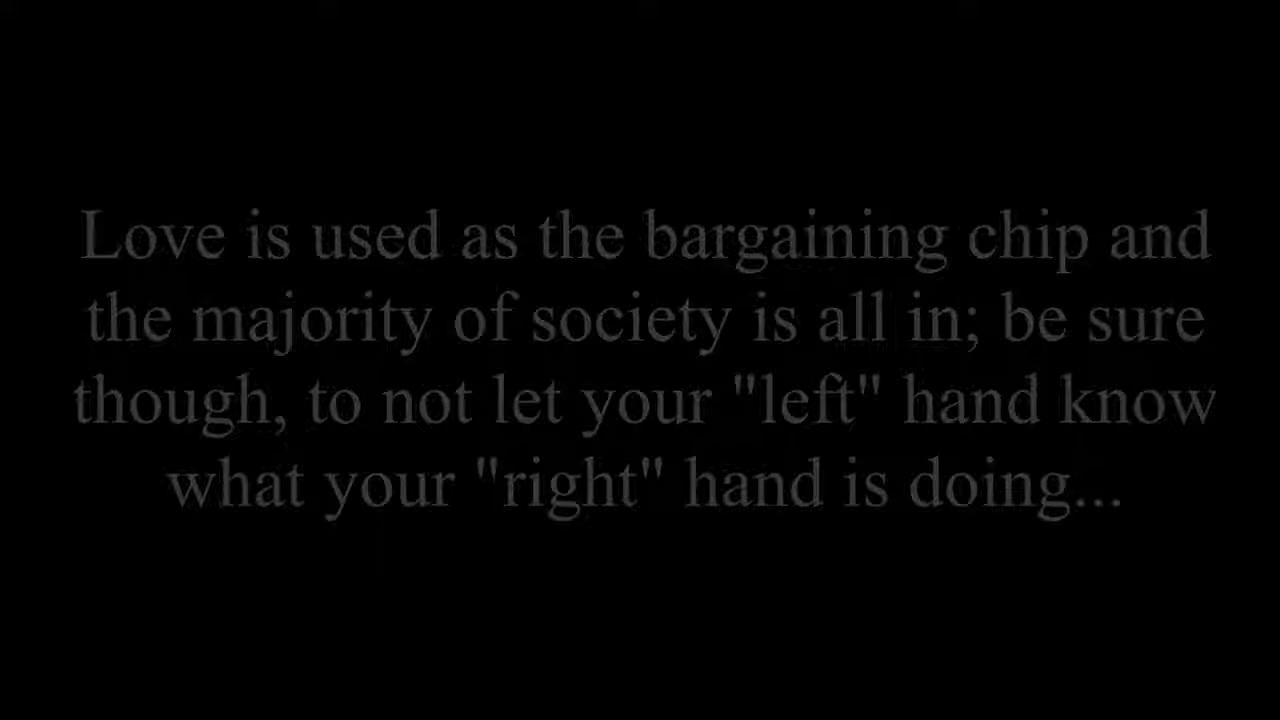 Love is used as the bargaining chip and
the majority of society is all in; be sure
though, to not let your "left" hand know
what your "right" hand is doing...